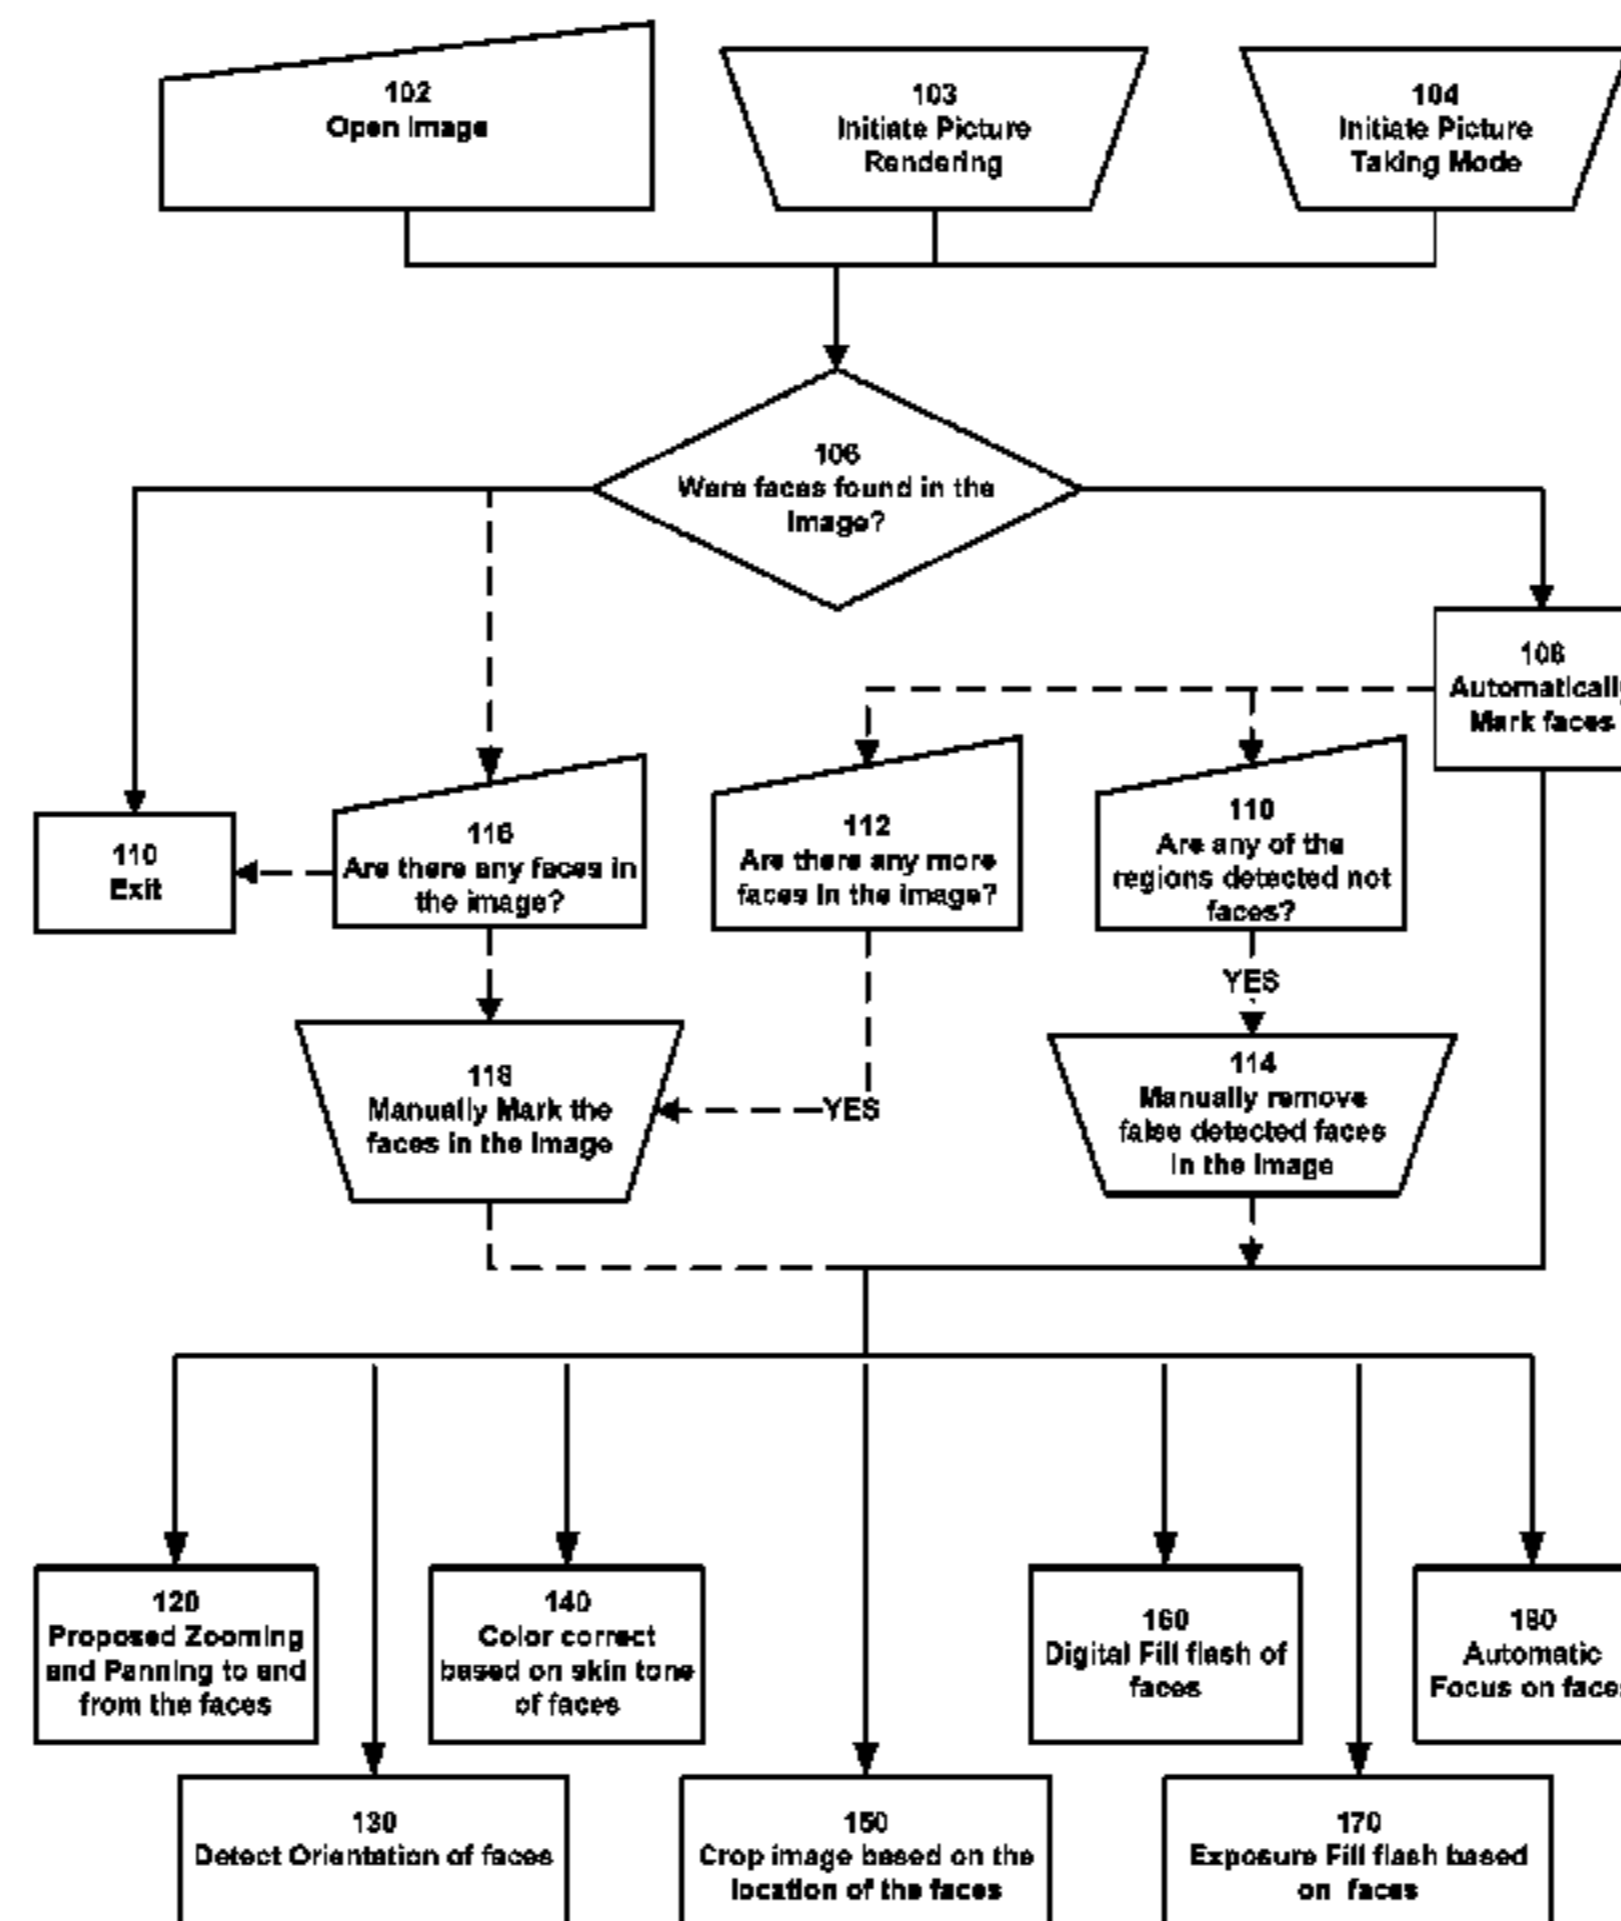 102
Open Image
103
Initiate Picture
Rendering
104
Initiate Picture
Taking Mode
106
Were faces found in the
Image?
108
Automatically
Mark faces
110
Exit
116
Are there any faces in
the image?
112
Are there any more
faces in the image?
110
Are any of the
regions detected not
faces?
YES
118
Manually Mark the
faces in the Image
YES
114
Manually remove
false detected faces
in the Image
120
Proposed Zooming
and Panning to and
from the faces
140
Color correct
based on skin tone
of faces
160
Digital Fill flash of
faces
180
Automatic
Focus on faces
130
Detect Orientation of faces
150
Crop image based on the
location of the faces
170
Exposure Fill flash based
on faces